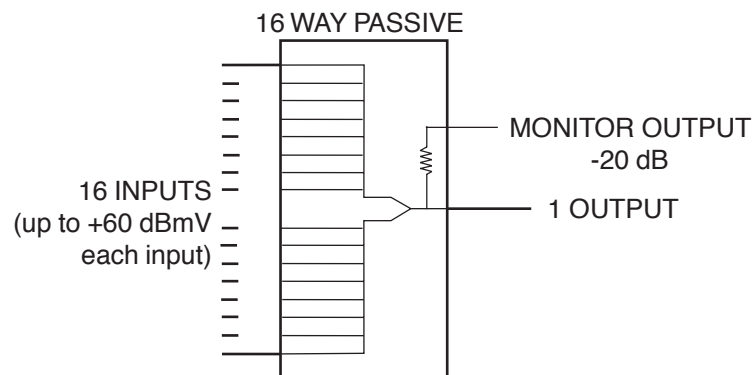 16 WAY PASSIVE
MONITOR OUTPUT
-20 dB
16 INPUTS
(up to +60 dBmV
each input)
1 OUTPUT